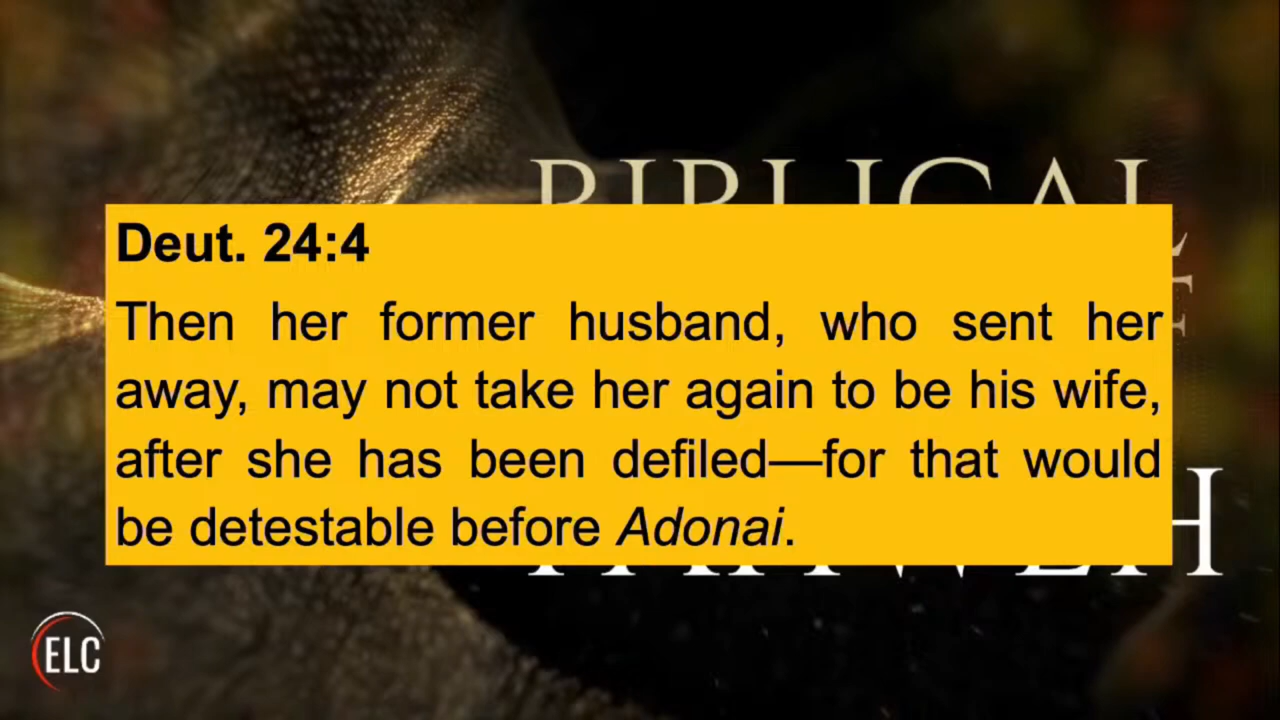 BIBLICAL
Deut. 24:4
Then her former husband, who sent her
away, may not take her again to be his wife,
after she has been defiled—for that would
be detestable before Adonai.
ELC